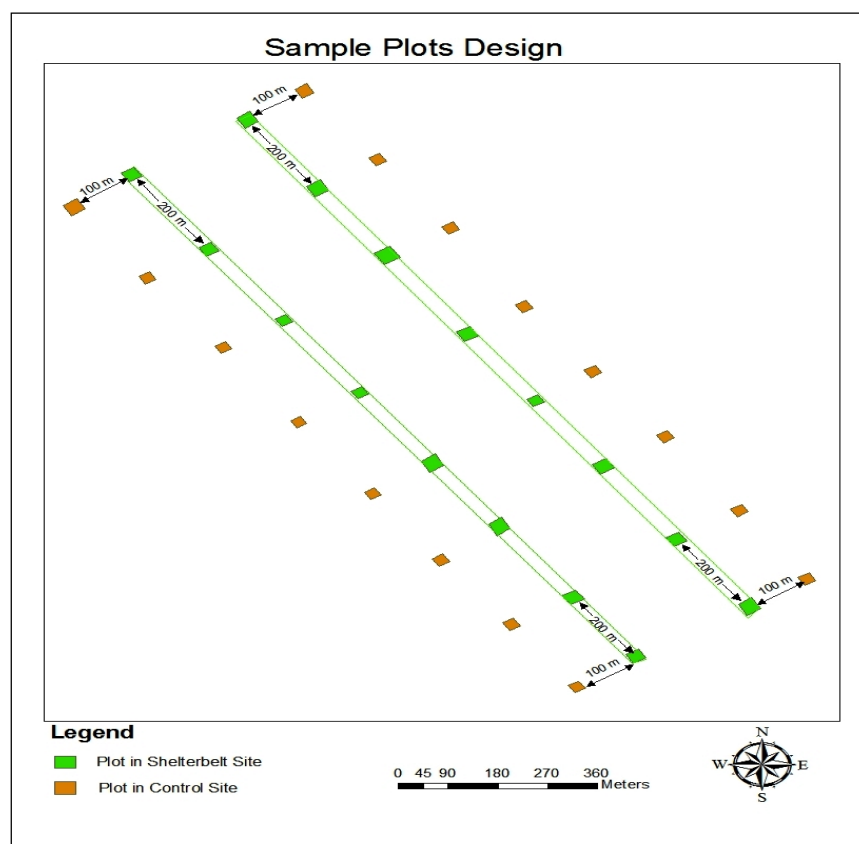 Sample Plots Design
100 m
200 m
100 m
200 m
200 m
100 m
200 m
100 m
Legend
Plot in Shelterbelt Site
Plot in Control Site
0 45 90 180 270 360
Meters
N
W E
S